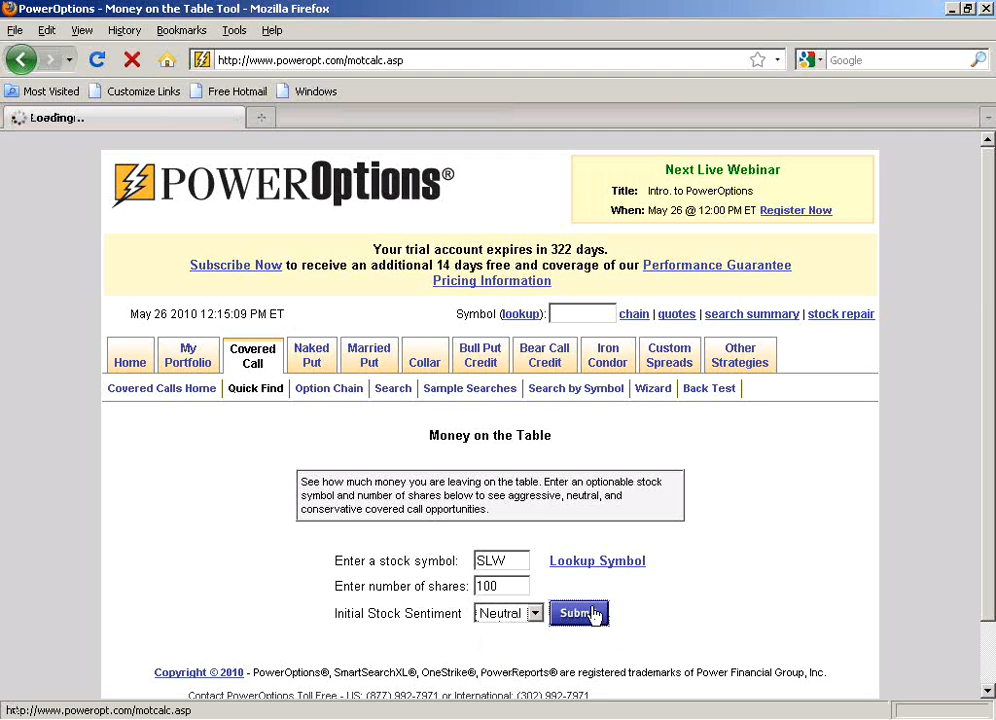 PowerOptions - Money on the Table Tool - Mozilla Firefox
File Edit View History Bookmarks Tools Help
http://www.poweropt.com/motcalc.asp
Google
Most Visited Customize Links Free Hotmail Windows
Loading...
POWEROptions®
Next Live Webinar
Title: Intro. to PowerOptions
When: May 26 @ 12:00 PM ET Register Now
Your trial account expires in 322 days.
Subscribe Now to receive an additional 14 days free and coverage of our Performance Guarantee
Pricing Information
May 26 2010 12:15:09 PM ET
Symbol (lookup): chain | quotes | search summary | stock repair
Home My Portfolio Covered Call Naked Put Married Put Collar Bull Put Credit Bear Call Credit Iron Condor Custom Spreads Other Strategies
Covered Calls Home | Quick Find | Option Chain | Search | Sample Searches | Search by Symbol | Wizard | Back Test |
Money on the Table
See how much money you are leaving on the table. Enter an optionable stock
symbol and number of shares below to see aggressive, neutral, and
conservative covered call opportunities.
Enter a stock symbol: SLW Lookup Symbol
Enter number of shares: 100
Initial Stock Sentiment Neutral Submit
Copyright © 2010 - PowerOptions®, SmartSearchXL®, OneStrike®, PowerReports® are registered trademarks of Power Financial Group, Inc.
Contact PowerOptions Toll Free - US: (877) 992-7971 or International: (302) 992-7971
http://www.poweropt.com/motcalc.asp